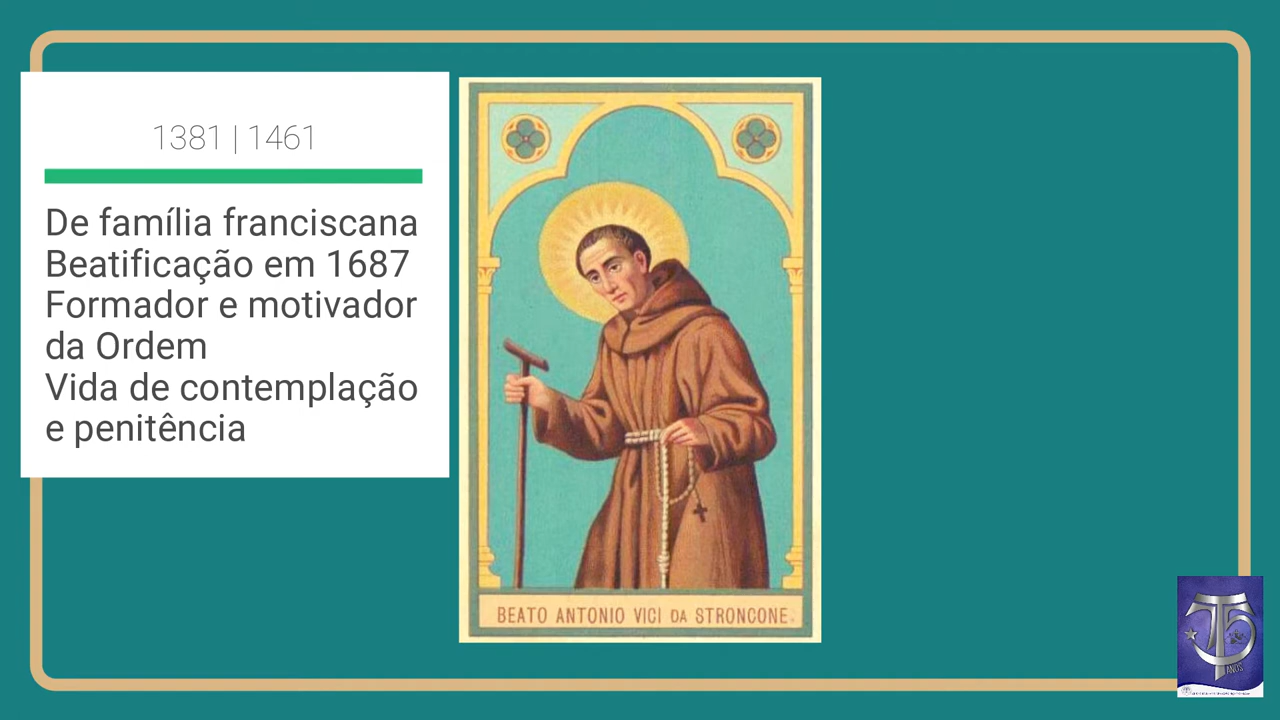 1381 | 1461
De família franciscana
Beatificação em 1687
Formador e motivador
da Ordem
Vida de contemplação
e penitência
BEATO ANTONIO VICI DA STRONCONE.
ANOS